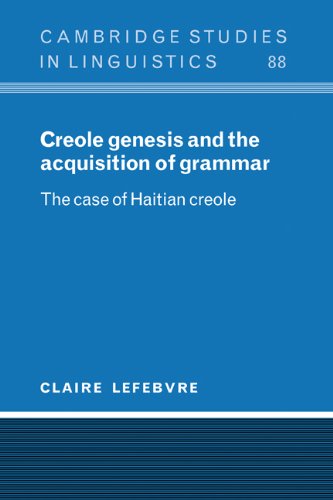 CAMBRIDGE STUDIES
IN LINGUISTICS 88
Creole genesis and the
acquisition of grammar
The case of Haitian creole
CLAIRE LEFEBVRE